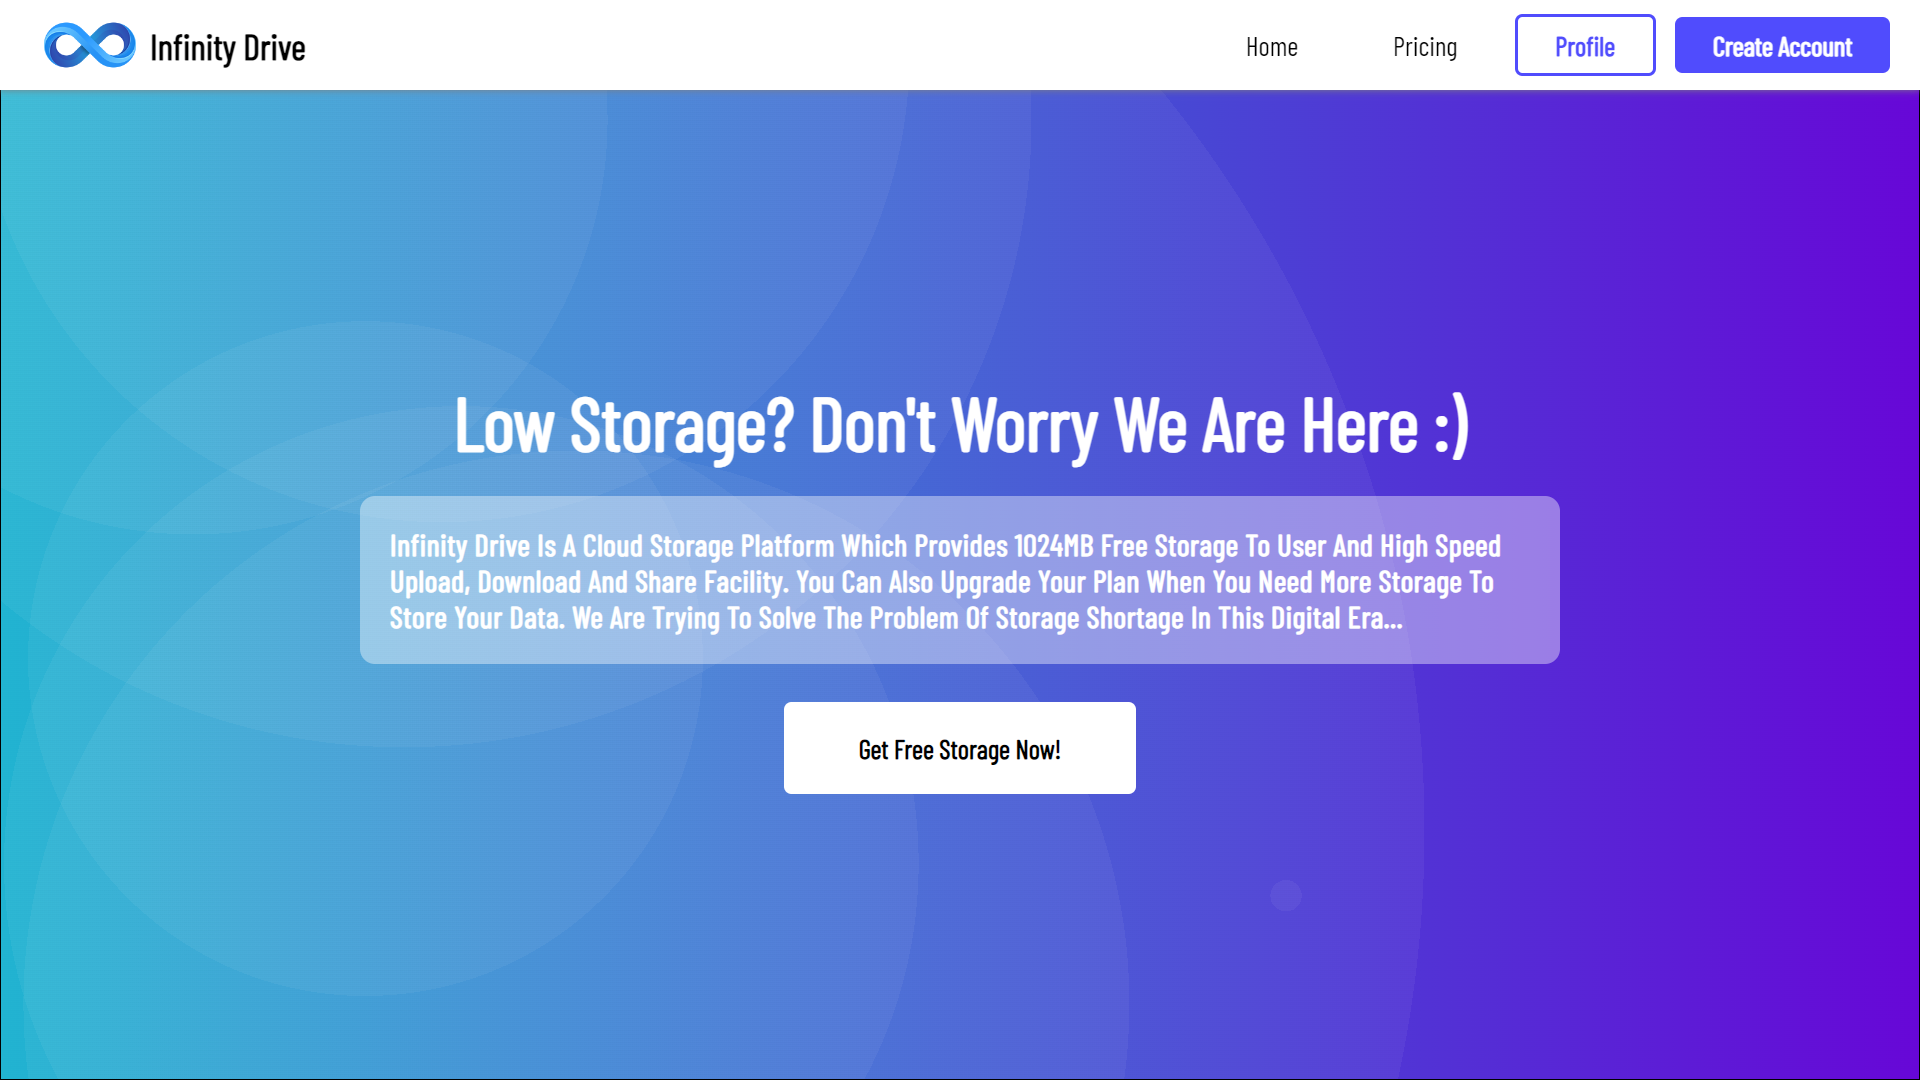 Infinity Drive
Home
Pricing
Profile
Create Account
Low Storage? Don't Worry We Are Here :)
Infinity Drive Is A Cloud Storage Platform Which Provides 1024MB Free Storage To User And High Speed
Upload, Download And Share Facility. You Can Also Upgrade Your Plan When You Need More Storage To
Store Your Data. We Are Trying To Solve The Problem Of Storage Shortage In This Digital Era...
Get Free Storage Now!